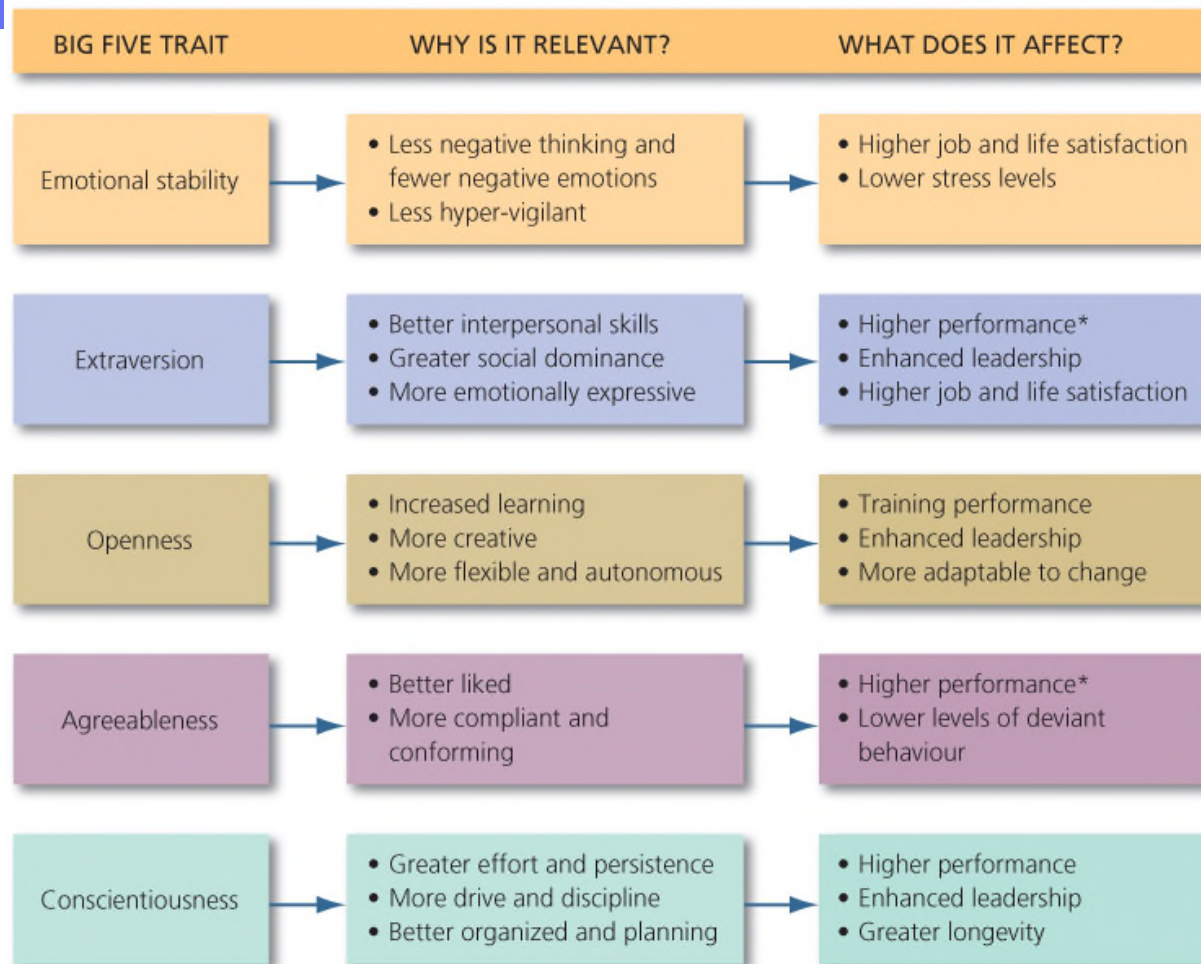 BIG FIVE TRAIT
WHY IS IT RELEVANT?
WHAT DOES IT AFFECT?
Emotional stability
• Less negative thinking and
fewer negative emotions
• Less hyper-vigilant
• Higher job and life satisfaction
• Lower stress levels
Extraversion
• Better interpersonal skills
• Greater social dominance
• More emotionally expressive
• Higher performance*
• Enhanced leadership
• Higher job and life satisfaction
Openness
• Increased learning
• More creative
• More flexible and autonomous
• Training performance
• Enhanced leadership
• More adaptable to change
Agreeableness
• Better liked
• More compliant and
conforming
• Higher performance*
• Lower levels of deviant
behaviour
Conscientiousness
• Greater effort and persistence
• More drive and discipline
• Better organized and planning
• Higher performance
• Enhanced leadership
• Greater longevity